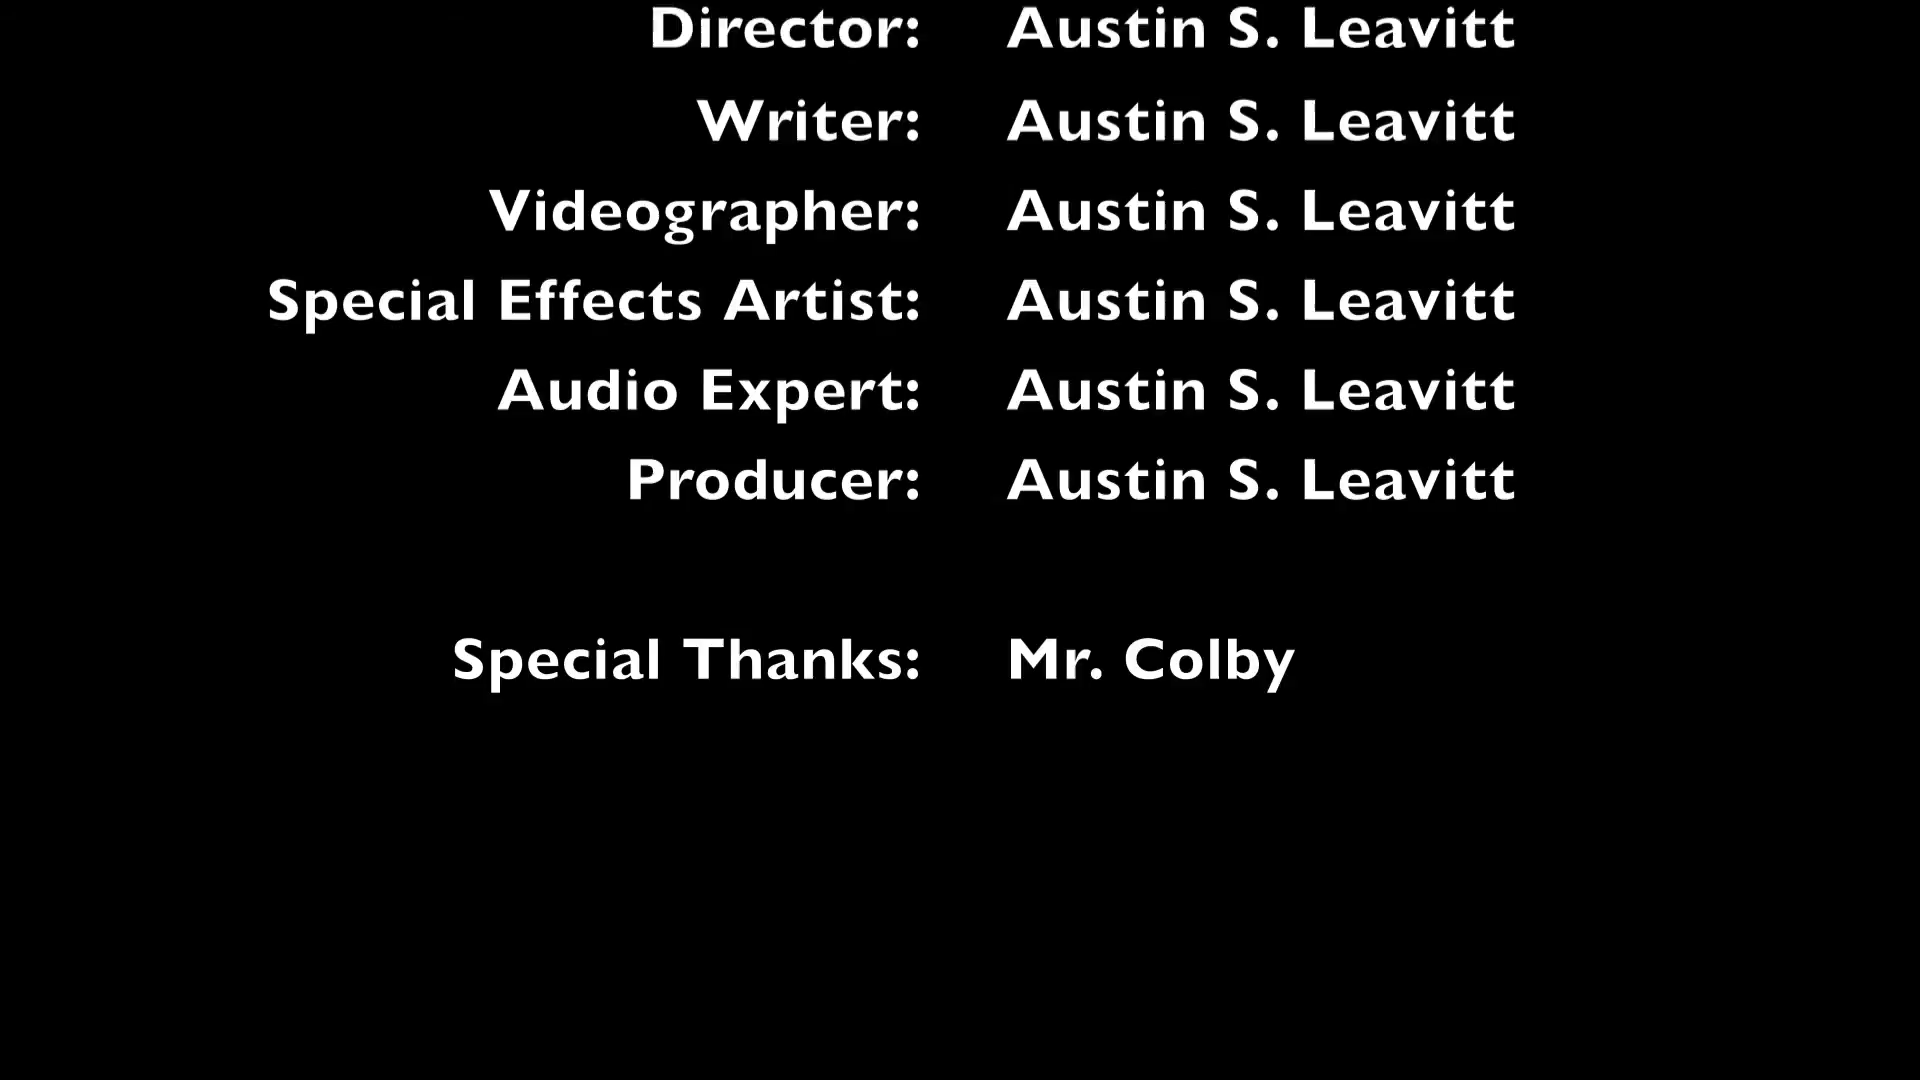 Director: Austin S. Leavitt
Writer: Austin S. Leavitt
Videographer: Austin S. Leavitt
Special Effects Artist: Austin S. Leavitt
Audio Expert: Austin S. Leavitt
Producer: Austin S. Leavitt
Special Thanks: Mr. Colby